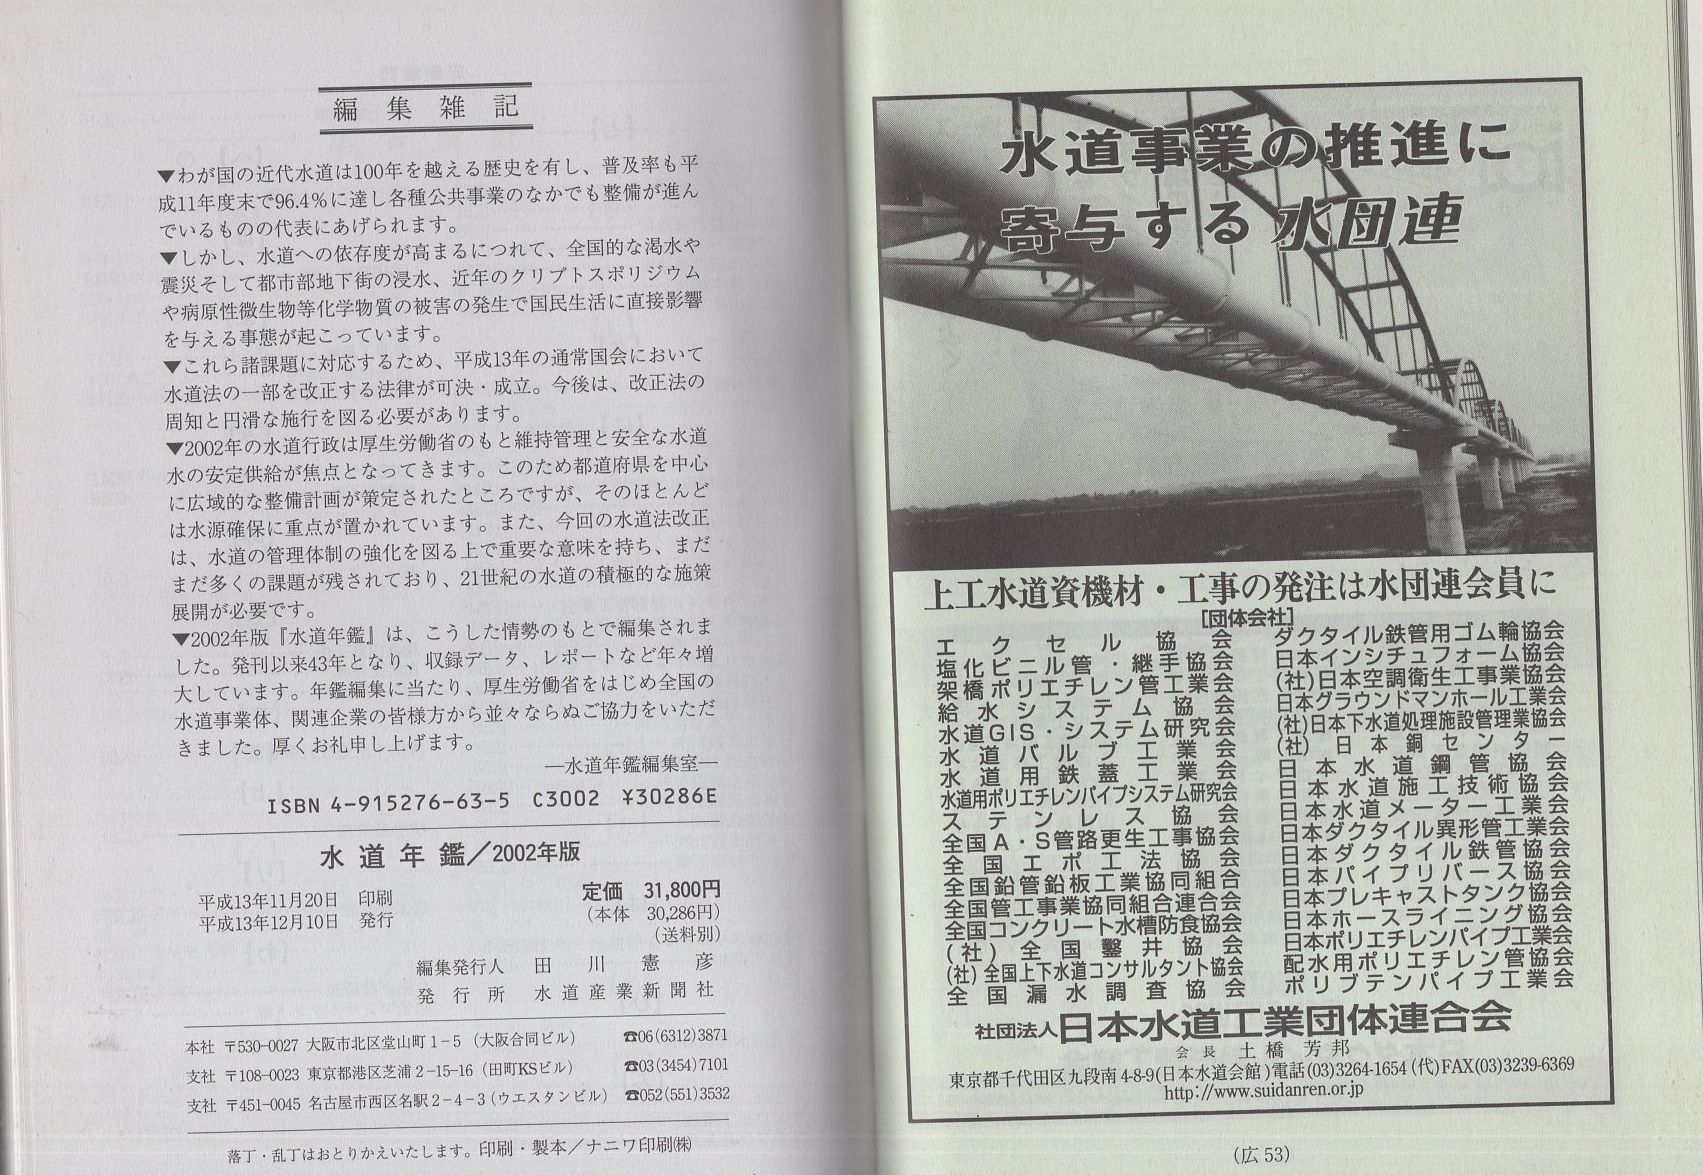 編集雑記
▼わが国の近代水道は100年を越える歴史を有し、普及率も平
成11年度末で96.4％に達し各種公共事業のなかでも整備が進ん
でいるものの代表にあげられます。
▼しかし、水道への依存度が高まるにつれて、全国的な渇水や
震災そして都市部地下街の浸水、近年のクリプトスポリジウム
や病原性微生物等化学物質の被害の発生で国民生活に直接影響
を与える事態が起こっています。
▼これら諸課題に対応するため、平成13年の通常国会において
水道法の一部を改正する法律が可決・成立。今後は、改正法の
周知と円滑な施行を図る必要があります。
▼2002年の水道行政は厚生労働省のもと維持管理と安全な水道
水の安定供給が焦点となってきます。このため都道府県を中心
に広域的な整備計画が策定されたところですが、そのほとんど
は水源確保に重点が置かれています。また、今回の水道法改正
は、水道の管理体制の強化を図る上で重要な意味を持ち、まだ
まだ多くの課題が残されており、21世紀の水道の積極的な施策
展開が必要です。
▼2002年版『水道年鑑』は、こうした情勢のもとで編集されま
した。発刊以来43年となり、収録データ、レポートなど年々増
大しています。年鑑編集に当たり、厚生労働省をはじめ全国の
水道事業体、関連企業の皆様方から並々ならぬご協力をいただ
きました。厚くお礼申し上げます。
―水道年鑑編集室―
ISBN 4-915276-63-5 C3002 ¥30286E
水道年鑑／2002年版
平成13年11月20日 印刷
平成13年12月10日 発行
定価 31,800円
（本体 30,286円）
（送料別）
編集発行人 田川憲彦
発行所 水道産業新聞社
本社 〒530-0027 大阪市北区堂山町1-5（大阪合同ビル） ☎06(6312)3871
支社 〒108-0023 東京都港区芝浦2-15-16（田町KSビル） ☎03(3454)7101
支社 〒451-0045 名古屋市西区名駅2-4-3（ウエスタンビル） ☎052(551)3532
落丁・乱丁はおとりかえいたします。印刷・製本／ナニワ印刷㈱
水道事業の推進に
寄与する水団連
上工水道資機材・工事の発注は水団連会員に
[団体会社]
エクセル協会
塩化ビニル管・継手協会
架橋ポリエチレン管工業会
給水システム協会
水道GIS・システム研究会
水道バルブ工業会
水道用鉄蓋工業会
水道用ポリエチレンパイプシステム研究会
ステンレス協会
全国A・S管路更生工事協会
全国エポ工法協会
全国鉛管鉛板工業協同組合
全国管工事業協同組合連合会
全国コンクリート水槽防食協会
(社)全国鑿井協会
(社)全国上下水道コンサルタント協会
全国漏水調査協会
ダクタイル鉄管用ゴム輪協会
日本インシチュフォーム協会
(社)日本空調衛生工事業協会
日本グラウンドマンホール工業会
(社)日本下水道処理施設管理業協会
(社)日本銅センター
日本水道鋼管協会
日本水道施工技術協会
日本水道メーター工業会
日本ダクタイル異形管工業会
日本ダクタイル鉄管協会
日本パイプリバース協会
日本プレキャストタンク協会
日本ホースライニング協会
日本ポリエチレンパイプ工業会
配水用ポリエチレン管協会
ポリブテンパイプ工業会
社団法人日本水道工業団体連合会
会長 土橋芳邦
東京都千代田区九段南4-8-9(日本水道会館)電話(03)3264-1654(代)FAX(03)3239-6369
http://www.suidanren.or.jp
（広 53）